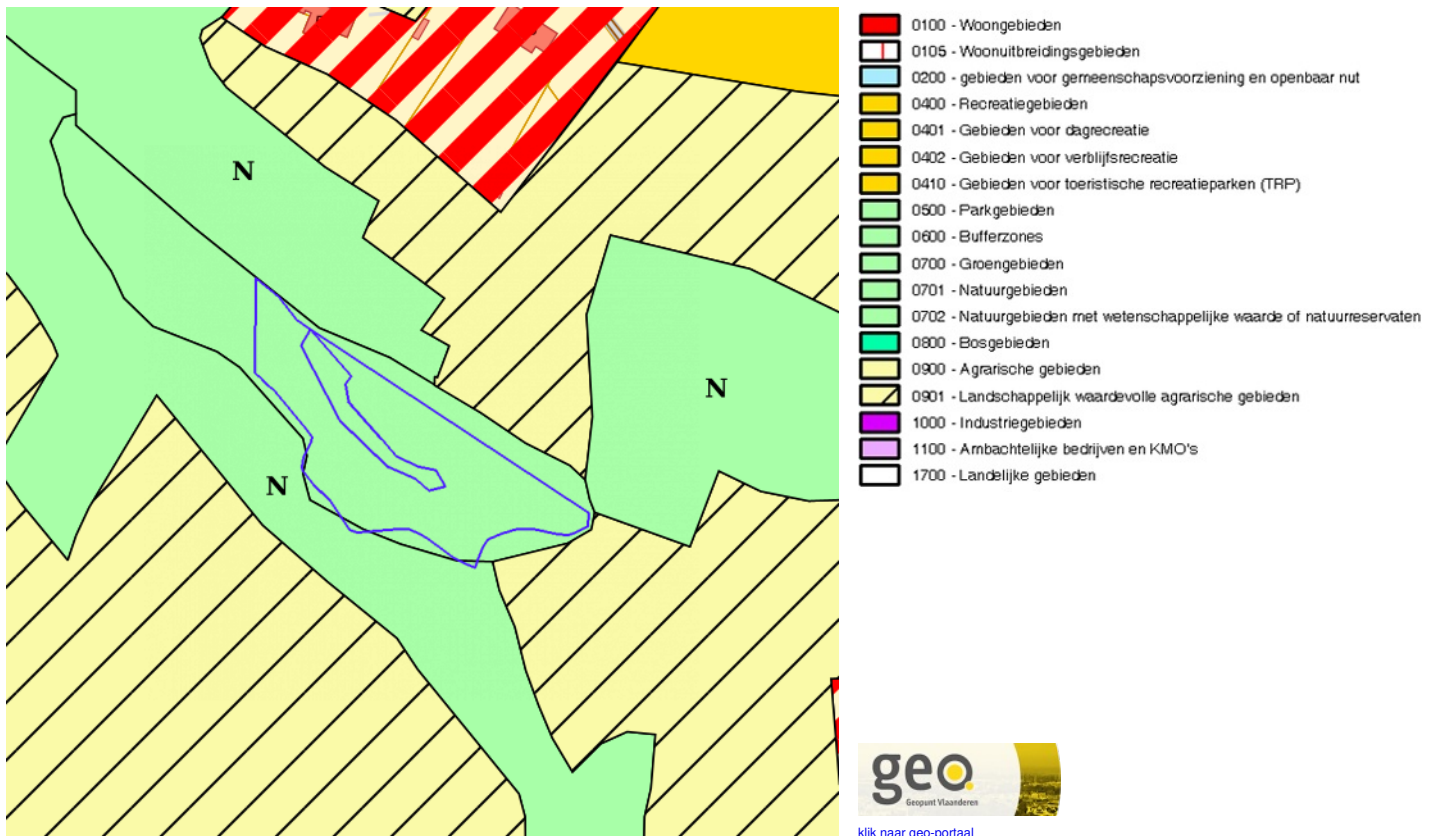 N
N
N
0100 - Woongebieden
0105 - Woonuitbreidingsgebieden
0200 - gebieden voor gemeenschapsvoorziening en openbaar nut
0400 - Recreatiegebieden
0401 - Gebieden voor dagrecreatie
0402 - Gebieden voor verblijfsrecreatie
0410 - Gebieden voor toeristische recreatieparken (TRP)
0500 - Parkgebieden
0600 - Bufferzones
0700 - Groengebieden
0701 - Natuurgebieden
0702 - Natuurgebieden met wetenschappelijke waarde of natuurreservaten
0800 - Bosgebieden
0900 - Agrarische gebieden
0901 - Landschappelijk waardevolle agrarische gebieden
1000 - Industriegebieden
1100 - Ambachtelijke bedrijven en KMO's
1700 - Landelijke gebieden
geo.
Geopunt Vlaanderen
klik naar geo-portaal